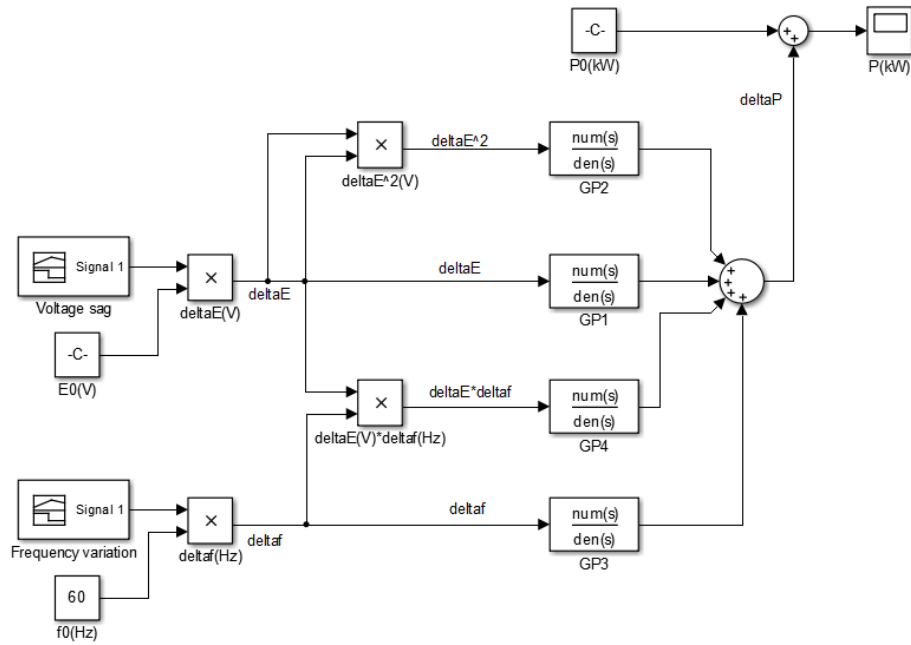 -C-
P0(kW)
+
+
P(kW)
deltaP
×
deltaE^2(V)
deltaE^2
num(s)
den(s)
GP2
Signal 1
Voltage sag
×
deltaE(V)
deltaE
deltaE
num(s)
den(s)
GP1
+
+
+
+
-C-
E0(V)
×
deltaE(V)*deltaf(Hz)
deltaE*deltaf
num(s)
den(s)
GP4
Signal 1
Frequency variation
×
deltaf(Hz)
deltaf
deltaf
num(s)
den(s)
GP3
60
f0(Hz)